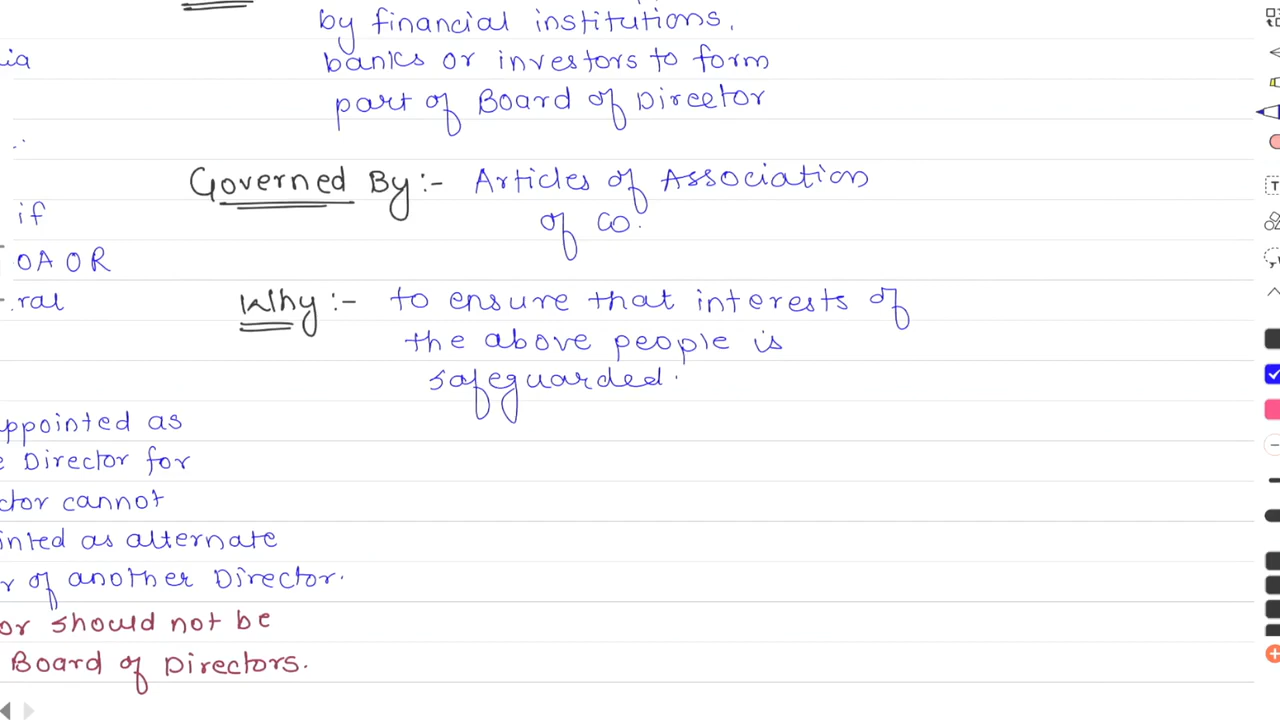 by financial institutions,
banks or investors to form
part of Board of Director
Governed By:- Articles of Association
of co.
Why:- to ensure that interests of
the above people is
safeguarded.
ia
if
OA OR
ral
ppointed as
e Director for
ctor cannot
inted as alternate
r of another Director.
or should not be
Board of Directors.